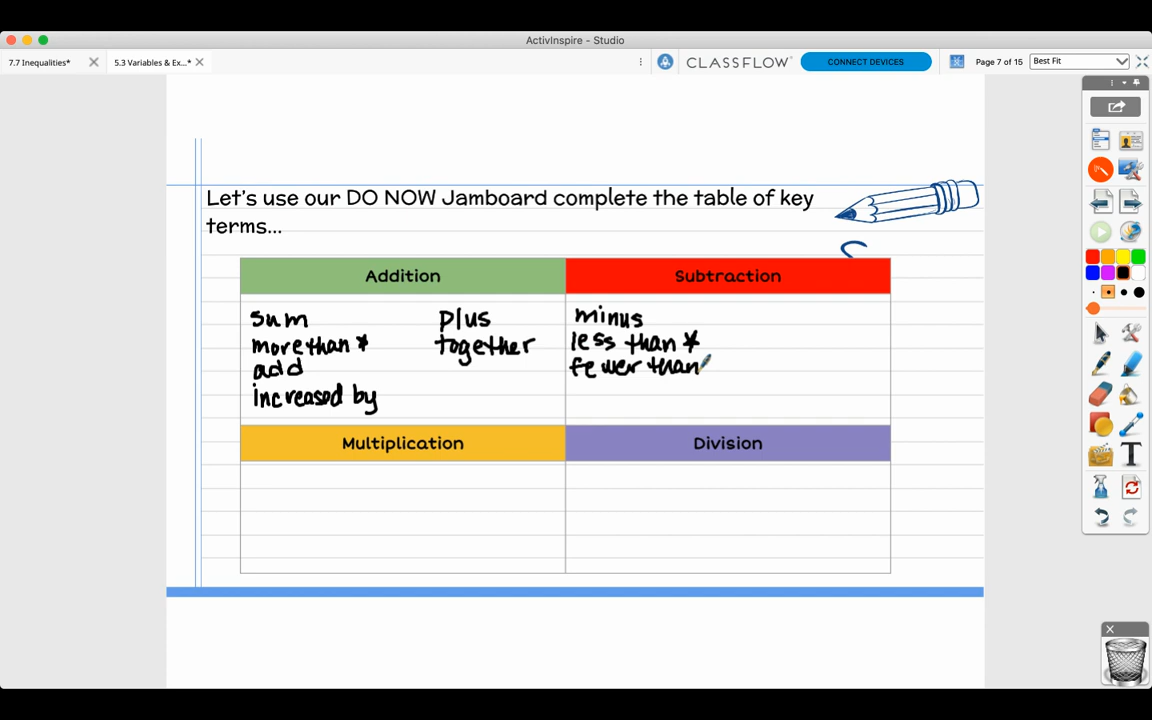 ActivInspire - Studio
7.7 Inequalities*
5.3 Variables & Ex...*
CLASSFLOW
CONNECT DEVICES
Page 7 of 15
Best Fit
Let's use our DO NOW Jamboard complete the table of key
terms...
Addition
Subtraction
sum
more than *
add
increased by
plus
together
minus
less than *
fewer than
Multiplication
Division